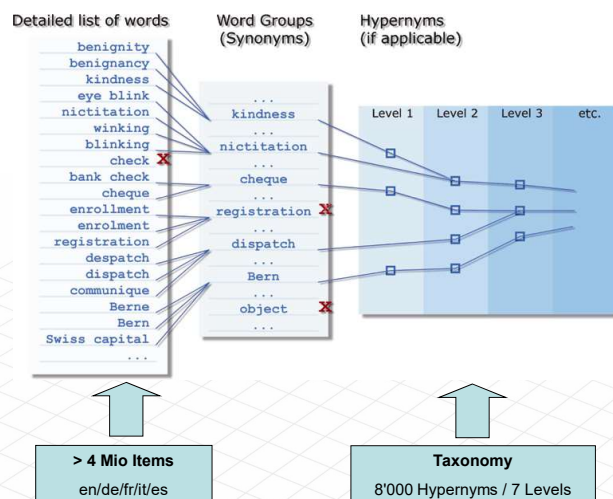 Detailed list of words
benignity
benignancy
kindness
eye blink
nictitation
winking
blinking
check X
bank check
cheque
enrollment
enrolment
registration
despatch
dispatch
communique
Berne
Bern
Swiss capital
...
Word Groups
(Synonyms)
...
kindness
...
nictitation
...
cheque
...
registration X
...
dispatch
...
Bern
...
object X
...
Hypernyms
(if applicable)
Level 1 Level 2 Level 3 etc.
> 4 Mio Items
en/de/fr/it/es
Taxonomy
8'000 Hypernyms / 7 Levels